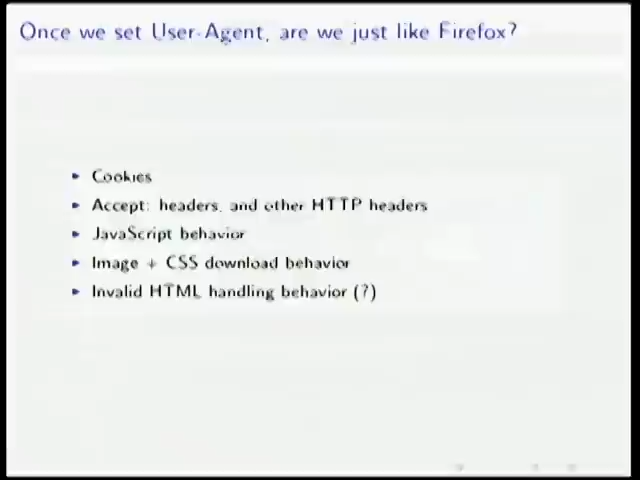 Once we set User-Agent, are we just like Firefox?
Cookies
Accept: headers, and other HTTP headers
JavaScript behavior
Image + CSS download behavior
Invalid HTML handling behavior (?)